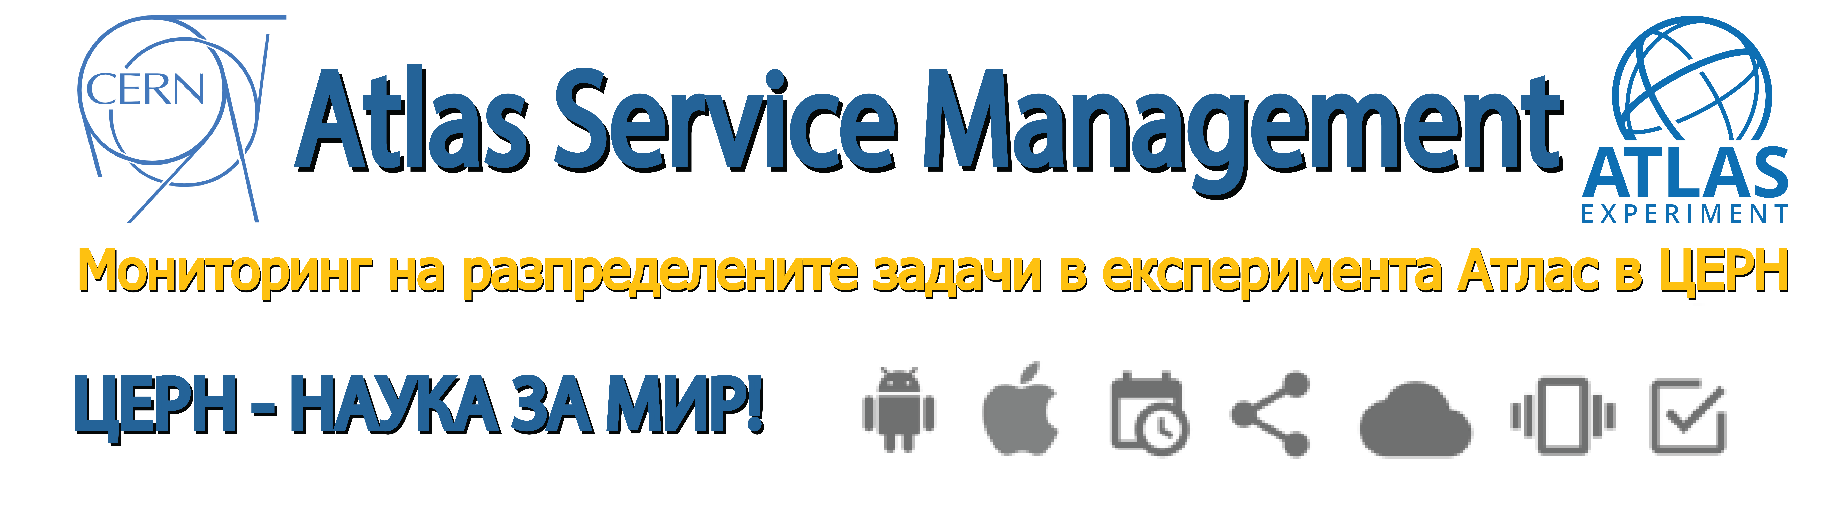 CERN
Atlas Service Management
ATLAS
EXPERIMENT
Мониторинг на разпределените задачи в експеримента Атлас в ЦЕРН
ЦЕРН - НАУКА ЗА МИР!